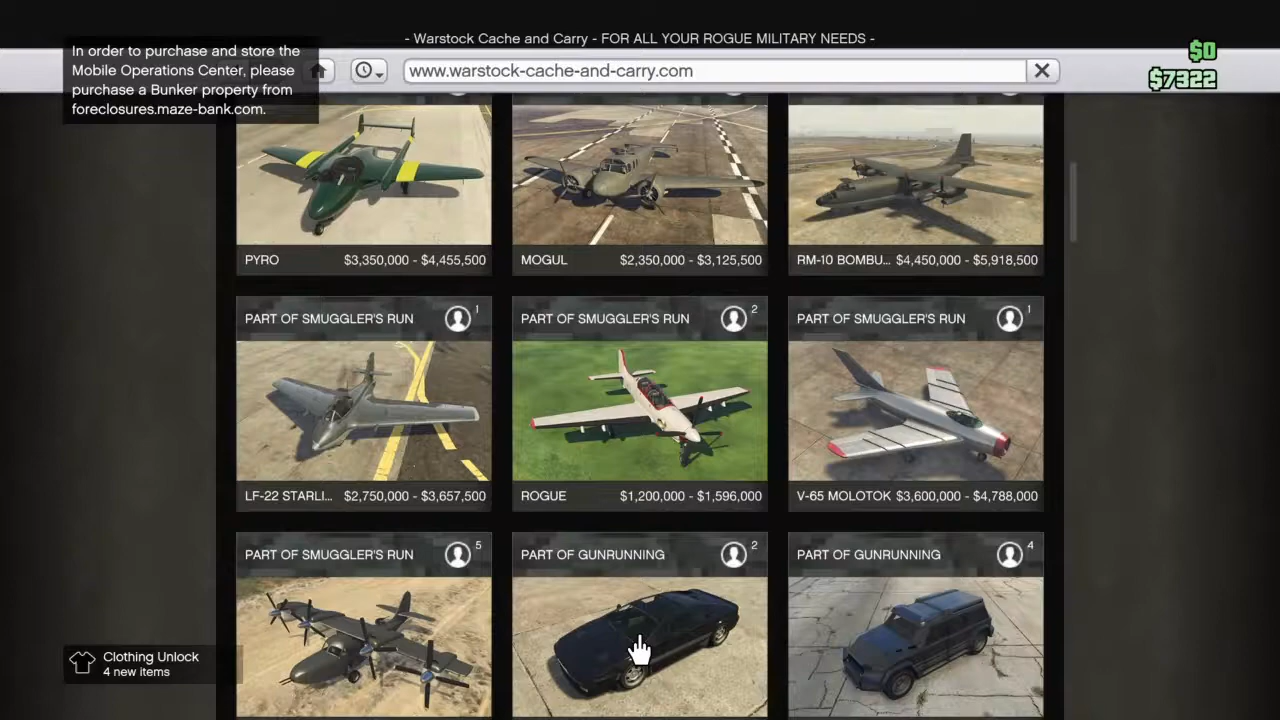 - Warstock Cache and Carry - FOR ALL YOUR ROGUE MILITARY NEEDS -
In order to purchase and store the
Mobile Operations Center, please
purchase a Bunker property from
foreclosures.maze-bank.com.
www.warstock-cache-and-carry.com
$0
$7322
PYRO $3,350,000 - $4,455,500
MOGUL $2,350,000 - $3,125,500
RM-10 BOMBU... $4,450,000 - $5,918,500
PART OF SMUGGLER'S RUN 1
PART OF SMUGGLER'S RUN 2
PART OF SMUGGLER'S RUN 1
LF-22 STARLI... $2,750,000 - $3,657,500
ROGUE $1,200,000 - $1,596,000
V-65 MOLOTOK $3,600,000 - $4,788,000
PART OF SMUGGLER'S RUN 5
PART OF GUNRUNNING 2
PART OF GUNRUNNING 4
Clothing Unlock
4 new items